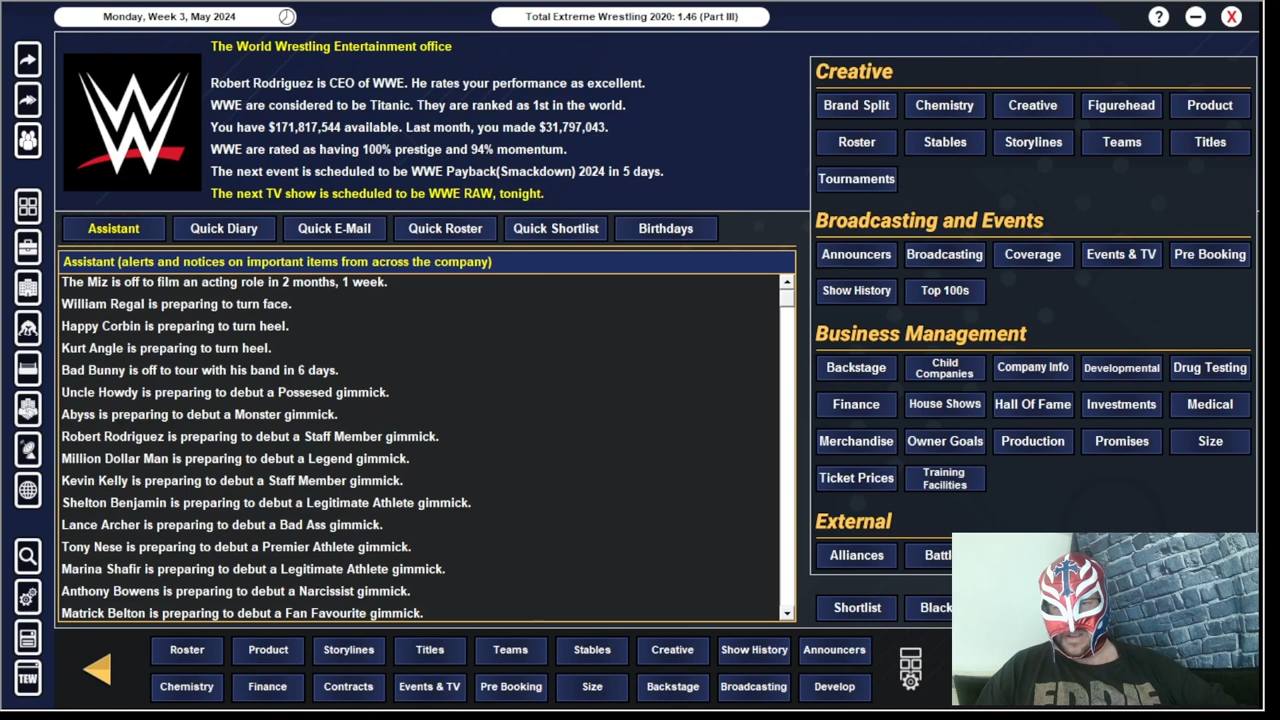 Monday, Week 3, May 2024
Total Extreme Wrestling 2020: 1.46 (Part III)
?
X
The World Wrestling Entertainment office
Robert Rodriguez is CEO of WWE. He rates your performance as excellent.
WWE are considered to be Titanic. They are ranked as 1st in the world.
You have $171,817,544 available. Last month, you made $31,797,043.
WWE are rated as having 100% prestige and 94% momentum.
The next event is scheduled to be WWE Payback(Smackdown) 2024 in 5 days.
The next TV show is scheduled to be WWE RAW, tonight.
Assistant Quick Diary Quick E-Mail Quick Roster Quick Shortlist Birthdays
Assistant (alerts and notices on important items from across the company)
The Miz is off to film an acting role in 2 months, 1 week.
William Regal is preparing to turn face.
Happy Corbin is preparing to turn heel.
Kurt Angle is preparing to turn heel.
Bad Bunny is off to tour with his band in 6 days.
Uncle Howdy is preparing to debut a Possesed gimmick.
Abyss is preparing to debut a Monster gimmick.
Robert Rodriguez is preparing to debut a Staff Member gimmick.
Million Dollar Man is preparing to debut a Legend gimmick.
Kevin Kelly is preparing to debut a Staff Member gimmick.
Shelton Benjamin is preparing to debut a Legitimate Athlete gimmick.
Lance Archer is preparing to debut a Bad Ass gimmick.
Tony Nese is preparing to debut a Premier Athlete gimmick.
Marina Shafir is preparing to debut a Legitimate Athlete gimmick.
Anthony Bowens is preparing to debut a Narcissist gimmick.
Matrick Belton is preparing to debut a Fan Favourite gimmick.
Creative
Brand Split Chemistry Creative Figurehead Product
Roster Stables Storylines Teams Titles
Tournaments
Broadcasting and Events
Announcers Broadcasting Coverage Events & TV Pre Booking
Show History Top 100s
Business Management
Backstage Child Companies Company Info Developmental Drug Testing
Finance House Shows Hall Of Fame Investments Medical
Merchandise Owner Goals Production Promises Size
Ticket Prices Training Facilities
External
Alliances Battl
Shortlist Black
TEW
Roster Product Storylines Titles Teams Stables Creative Show History Announcers
Chemistry Finance Contracts Events & TV Pre Booking Size Backstage Broadcasting Develop
EDDIE